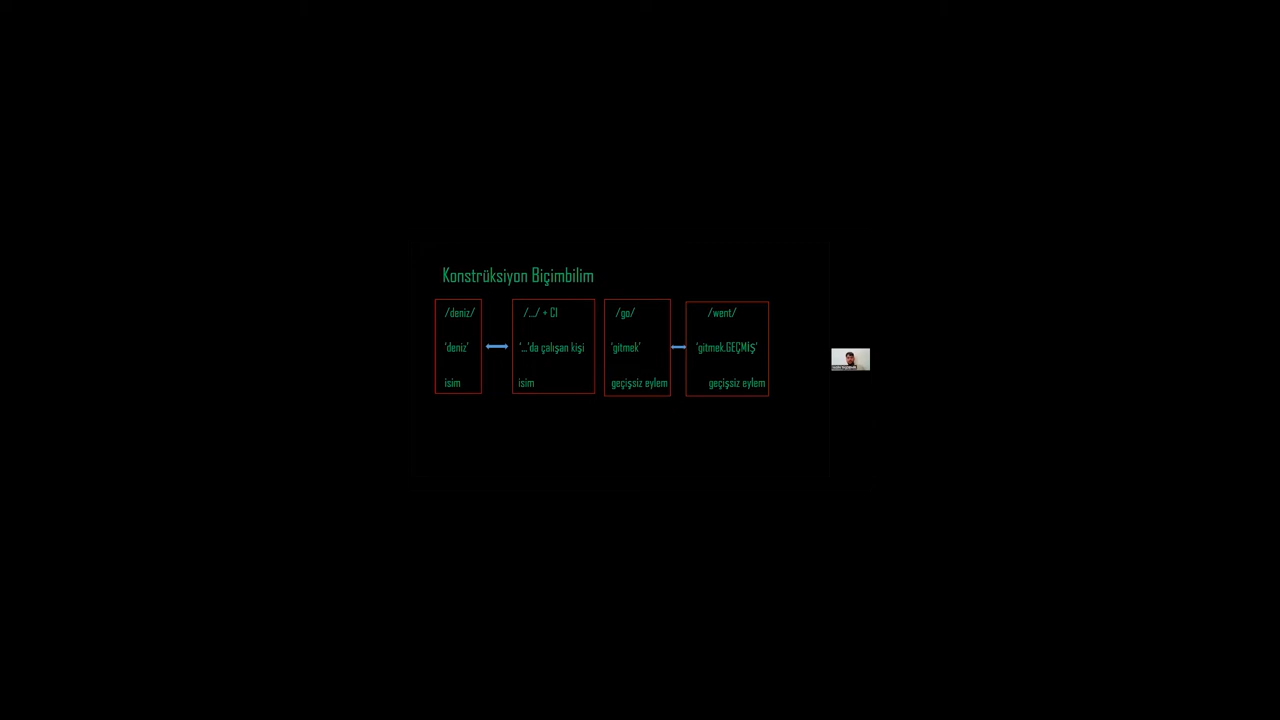 Konstrüksiyon Biçimbilim
/deniz/ /.../ + CI /go/ /went/
'deniz' '...'da çalışan kişi 'gitmek' 'gitmek.GEÇMİŞ'
isim isim geçişsiz eylem geçişsiz eylem